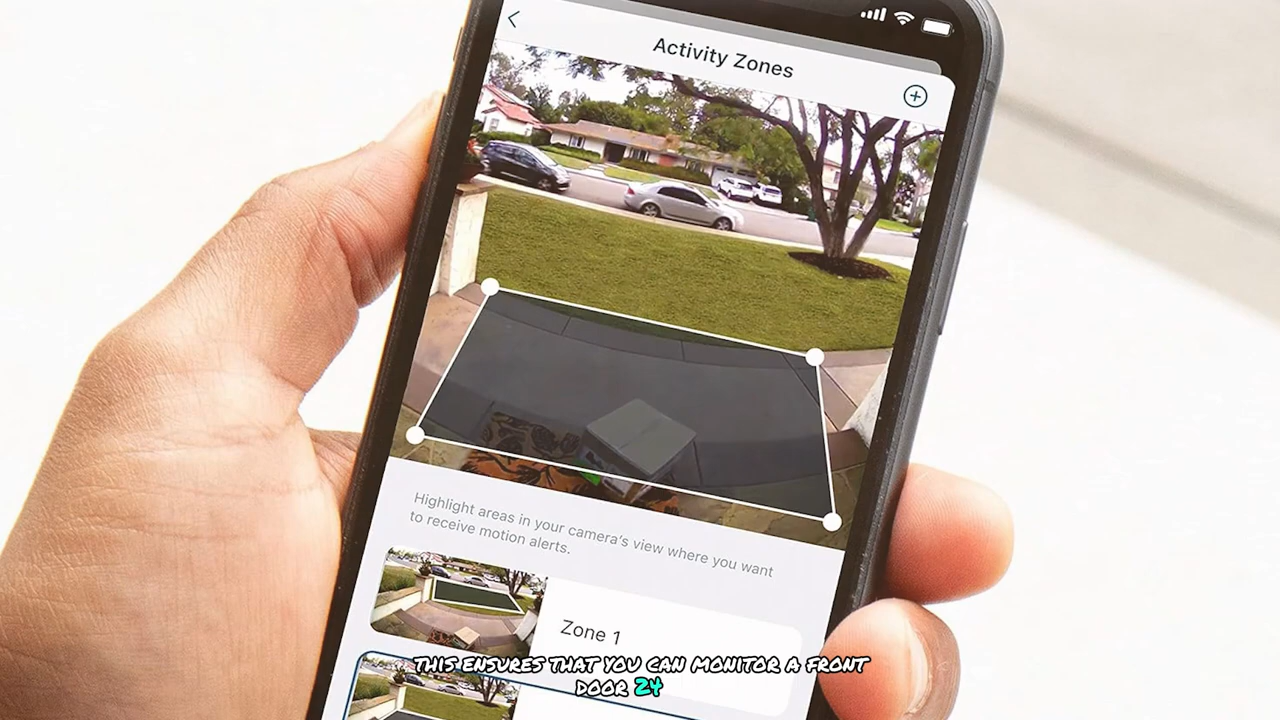 Activity Zones
Highlight areas in your camera's view where you want
to receive motion alerts.
Zone 1
THIS ENSURES THAT YOU CAN MONITOR A FRONT
DOOR 24